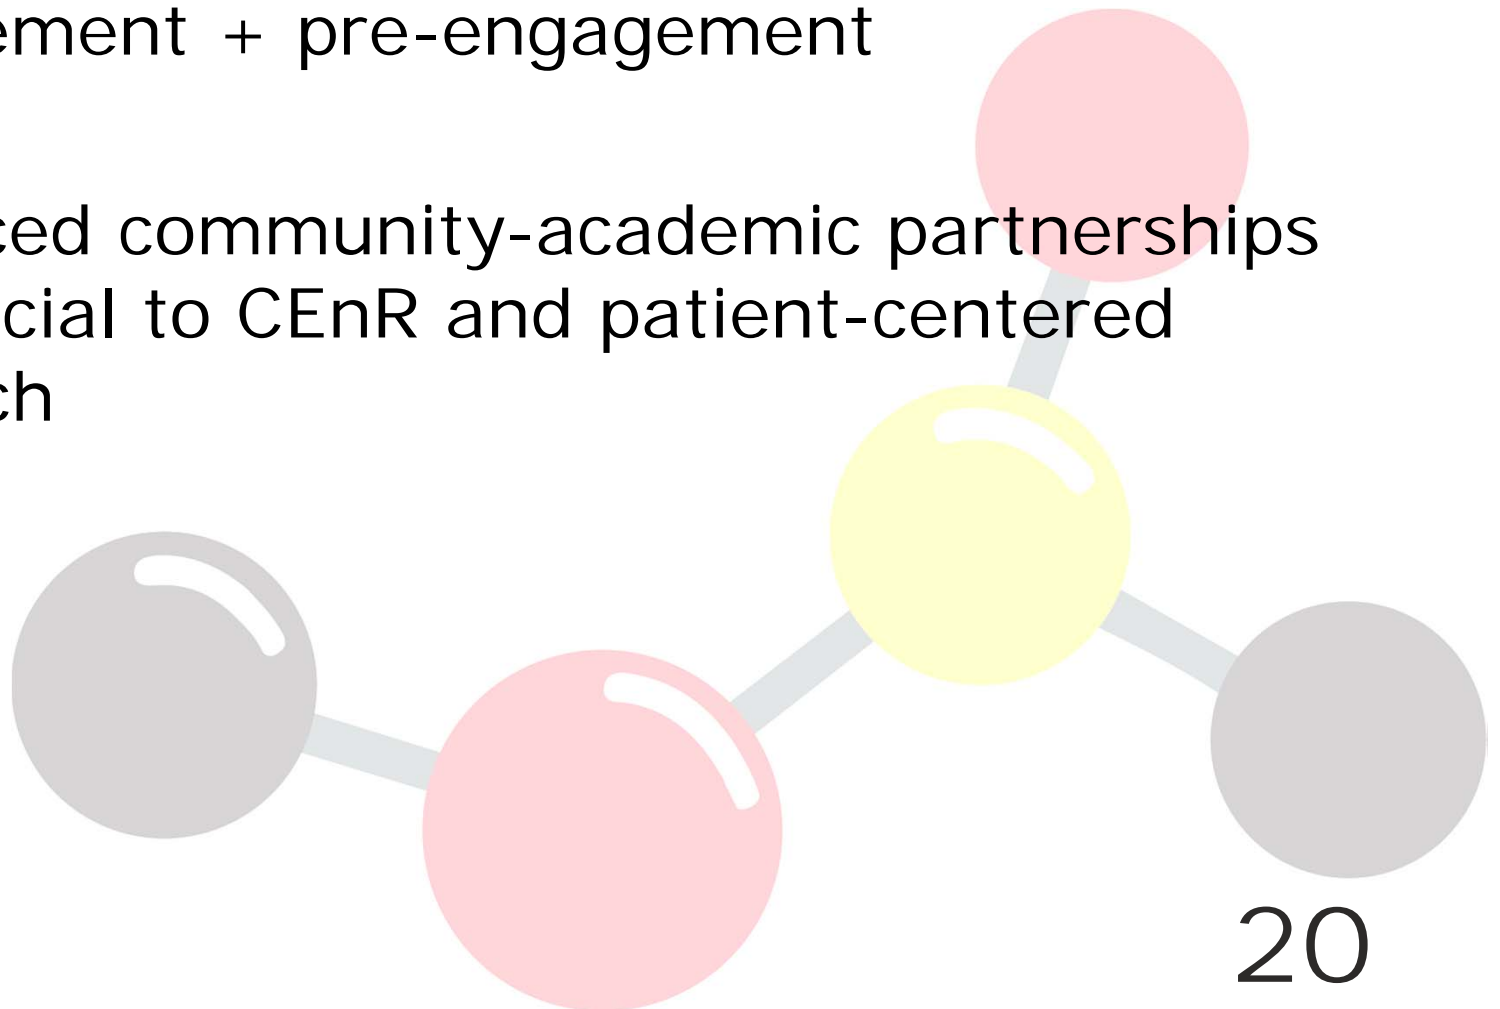 ement + pre-engagement
ced community-academic partnerships
cial to CEnR and patient-centered
ch
20